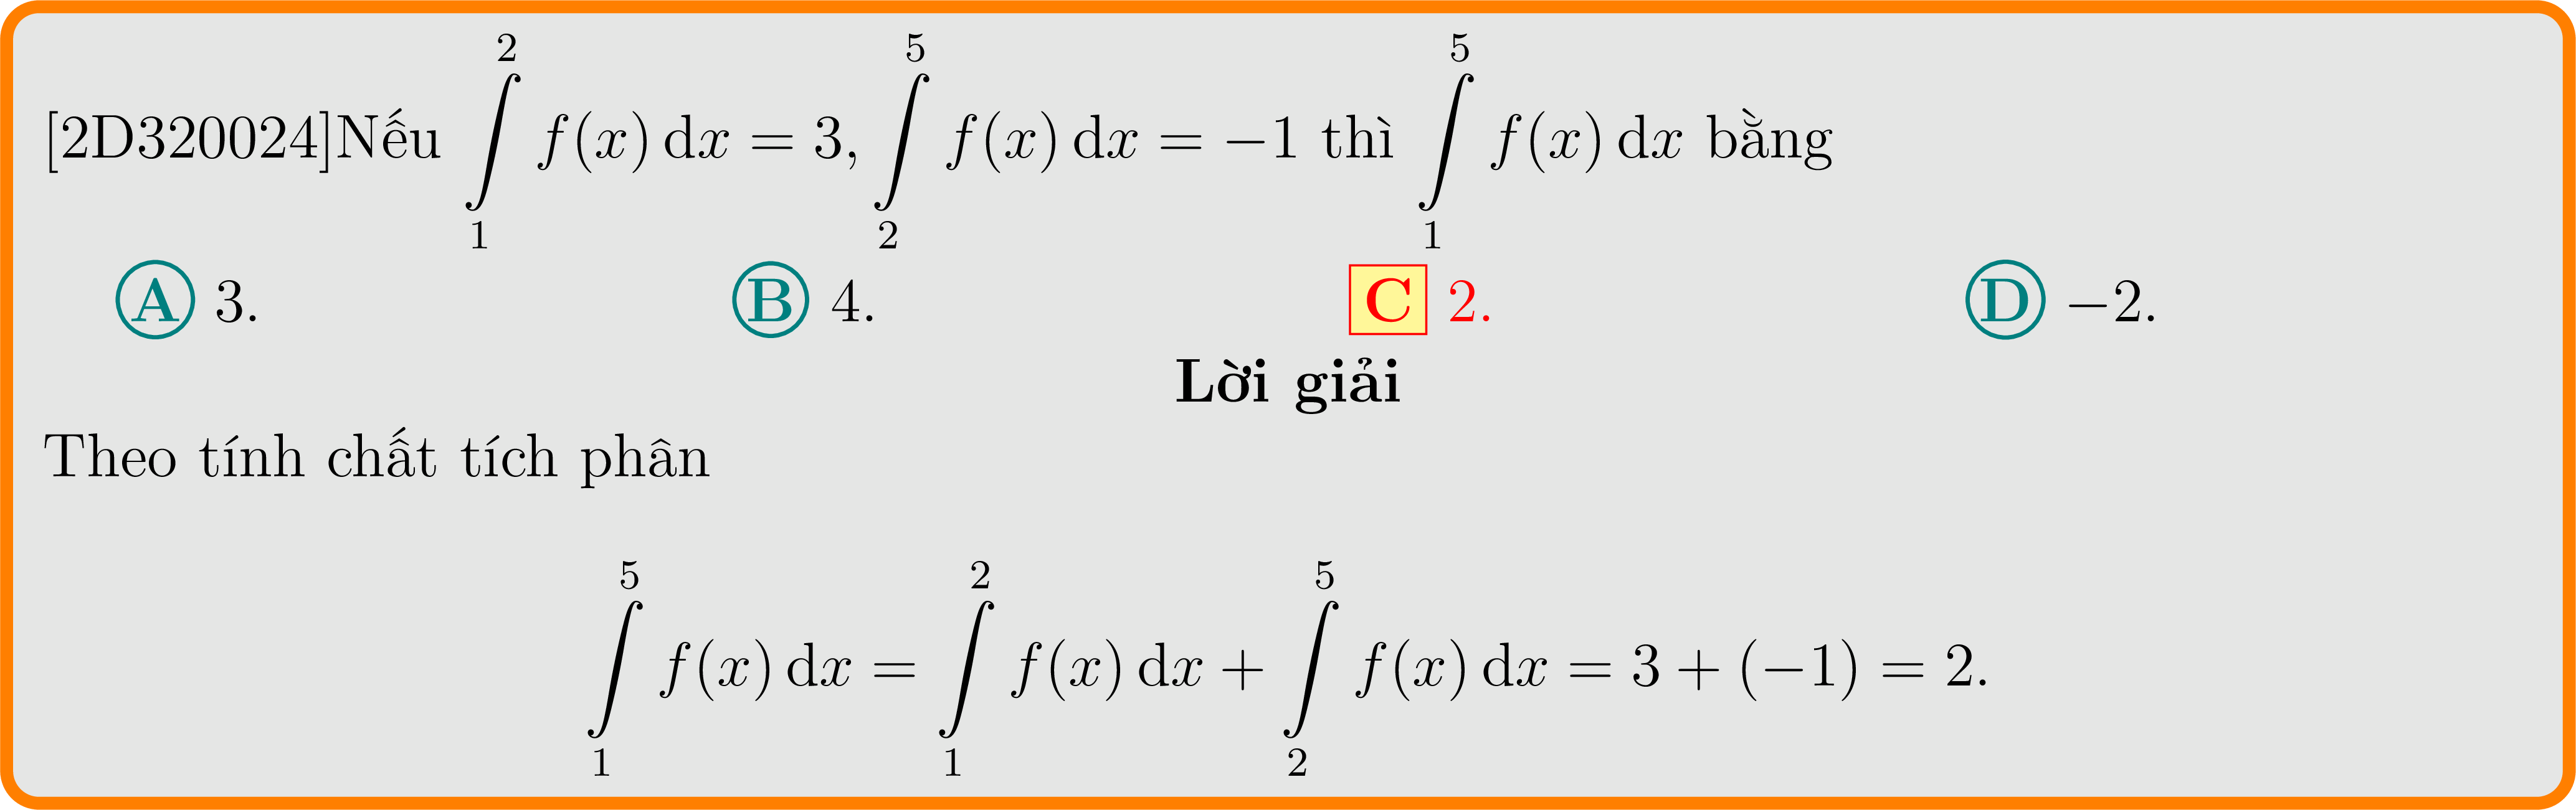 [2D320024]Nếu $\int\limits_1^2 f(x)\,\mathrm{d}x = 3, \int\limits_2^5 f(x)\,\mathrm{d}x = -1$ thì $\int\limits_1^5 f(x)\,\mathrm{d}x$ bằng
A 3. B 4. C 2. D −2.
Lời giải
Theo tính chất tích phân
$\int\limits_1^5 f(x)\,\mathrm{d}x = \int\limits_1^2 f(x)\,\mathrm{d}x + \int\limits_2^5 f(x)\,\mathrm{d}x = 3 + (-1) = 2.$